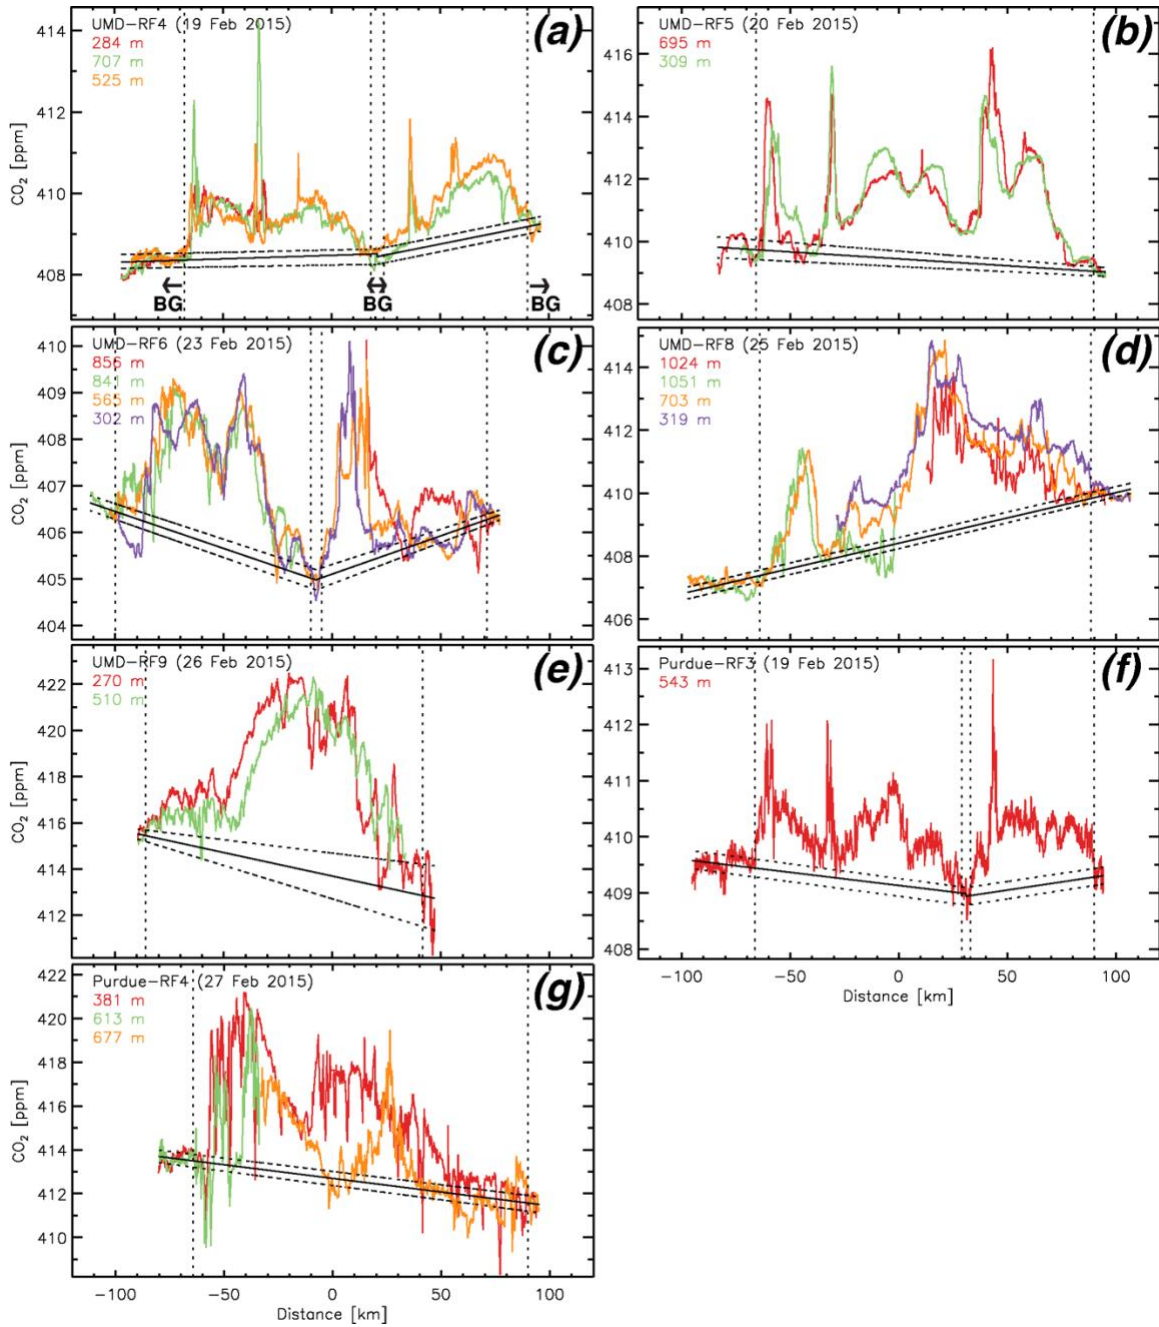 UMD-RF4 (19 Feb 2015)
284 m
707 m
525 m
(a)
414
412
410
408
CO2 [ppm]
BG
BG
BG
UMD-RF5 (20 Feb 2015)
695 m
309 m
(b)
416
414
412
410
408
UMD-RF6 (23 Feb 2015)
856 m
841 m
565 m
302 m
(c)
410
409
408
407
406
405
404
CO2 [ppm]
UMD-RF8 (25 Feb 2015)
1024 m
1051 m
703 m
319 m
(d)
414
412
410
408
406
UMD-RF9 (26 Feb 2015)
270 m
510 m
(e)
422
420
418
416
414
412
CO2 [ppm]
Purdue-RF3 (19 Feb 2015)
543 m
(f)
413
412
411
410
409
408
-100 -50 0 50 100
Distance [km]
Purdue-RF4 (27 Feb 2015)
381 m
613 m
677 m
(g)
422
420
418
416
414
412
410
CO2 [ppm]
-100 -50 0 50 100
Distance [km]